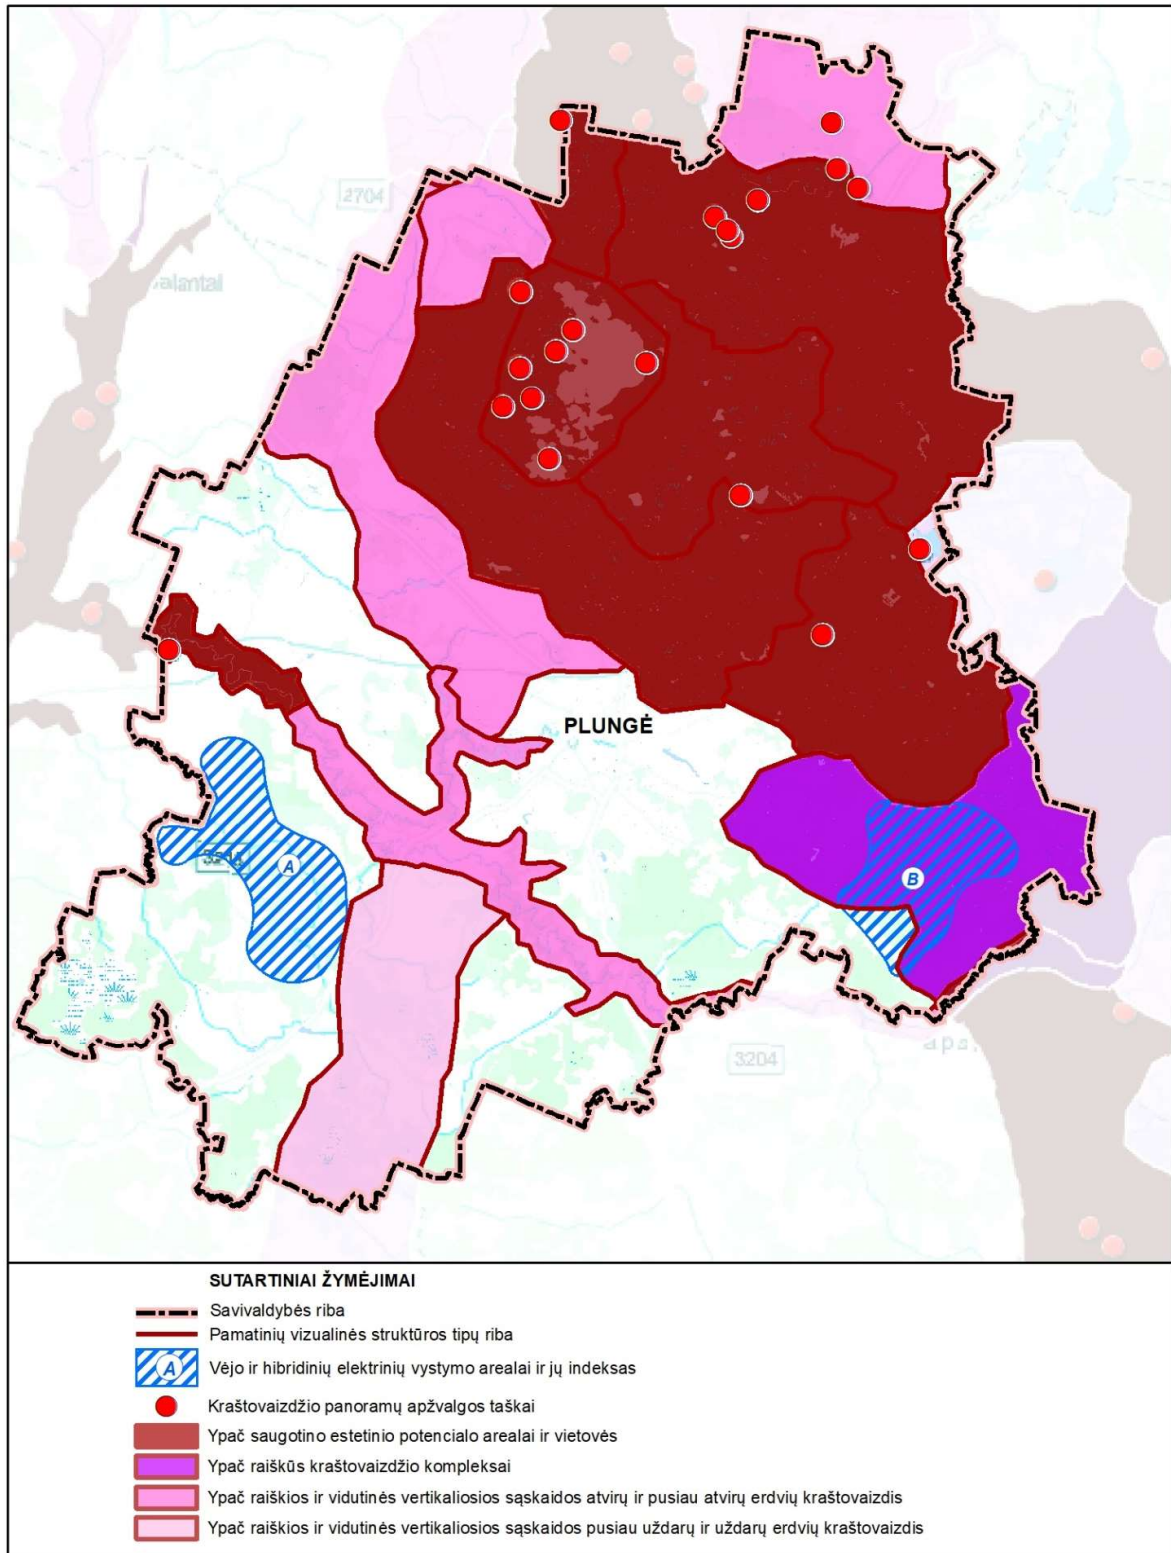 2704
alantai
PLUNGĖ
A
B
3204
SUTARTINIAI ŽYMĖJIMAI
Savivaldybės riba
Pamatinių vizualinės struktūros tipų riba
A
Vėjo ir hibridinių elektrinių vystymo arealai ir jų indeksas
Kraštovaizdžio panoramų apžvalgos taškai
Ypač saugotino estetinio potencialo arealai ir vietovės
Ypač raiškūs kraštovaizdžio kompleksai
Ypač raiškios ir vidutinės vertikaliosios sąskaidos atvirų ir pusiau atvirų erdvių kraštovaizdis
Ypač raiškios ir vidutinės vertikaliosios sąskaidos pusiau uždarų ir uždarų erdvių kraštovaizdis